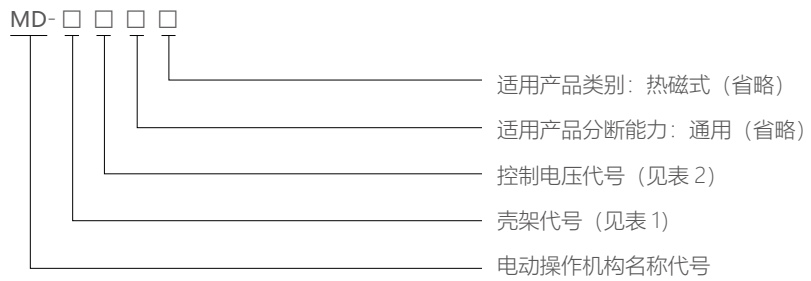 MD-□ □ □ □
适用产品类别：热磁式（省略）
适用产品分断能力：通用（省略）
控制电压代号（见表 2）
壳架代号（见表 1）
电动操作机构名称代号